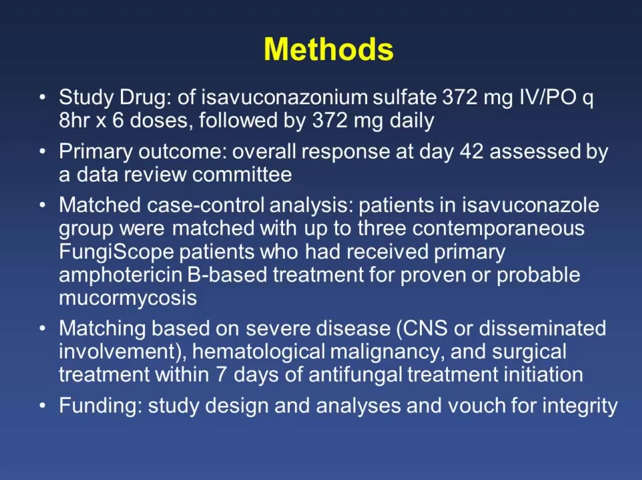 Methods
• Study Drug: of isavuconazonium sulfate 372 mg IV/PO q
8hr x 6 doses, followed by 372 mg daily
• Primary outcome: overall response at day 42 assessed by
a data review committee
• Matched case-control analysis: patients in isavuconazole
group were matched with up to three contemporaneous
FungiScope patients who had received primary
amphotericin B-based treatment for proven or probable
mucormycosis
• Matching based on severe disease (CNS or disseminated
involvement), hematological malignancy, and surgical
treatment within 7 days of antifungal treatment initiation
• Funding: study design and analyses and vouch for integrity